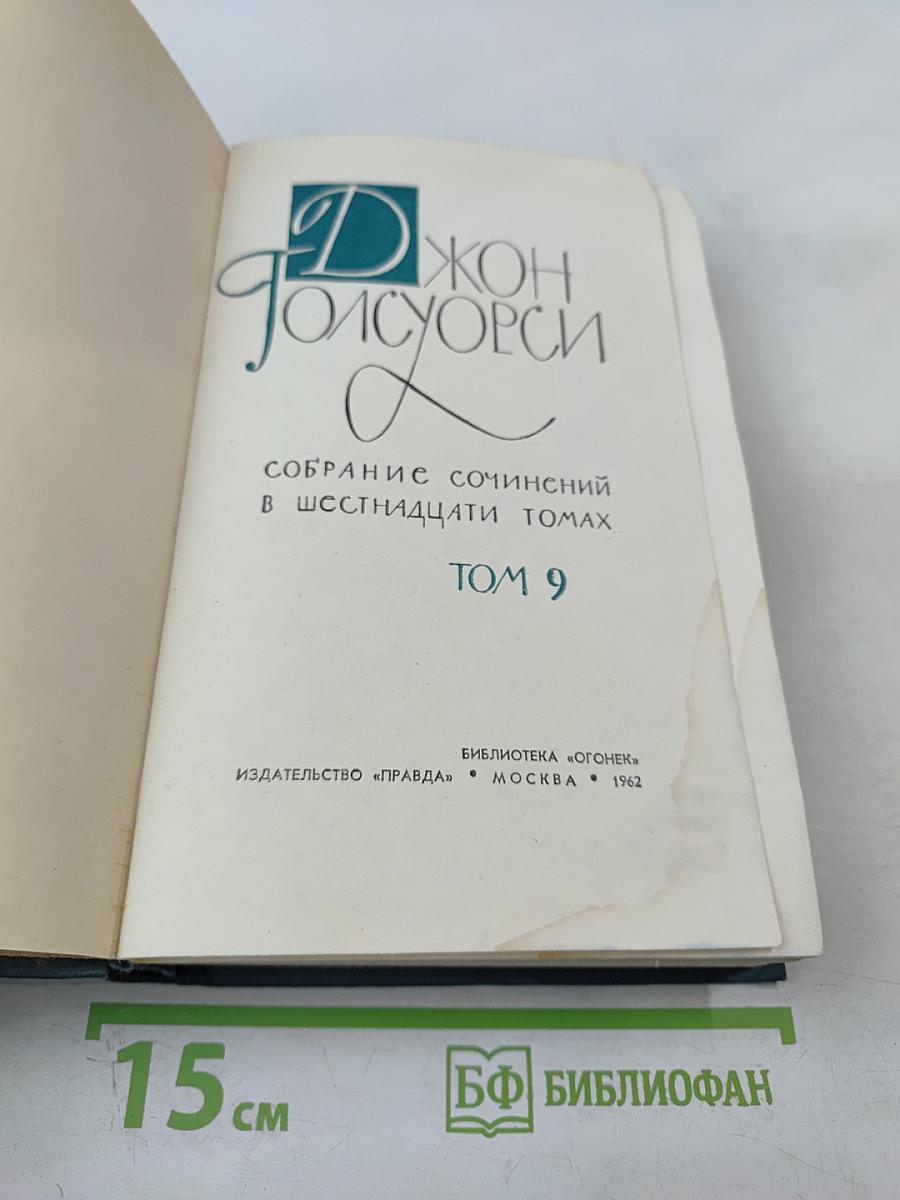 ДЖОН
ГОЛСУОРСИ
СОБРАНИЕ СОЧИНЕНИЙ
В ШЕСТНАДЦАТИ ТОМАХ
ТОМ 9
БИБЛИОТЕКА «ОГОНЕК»
ИЗДАТЕЛЬСТВО «ПРАВДА» • МОСКВА • 1962
15 см
БФ БИБЛИОФАН